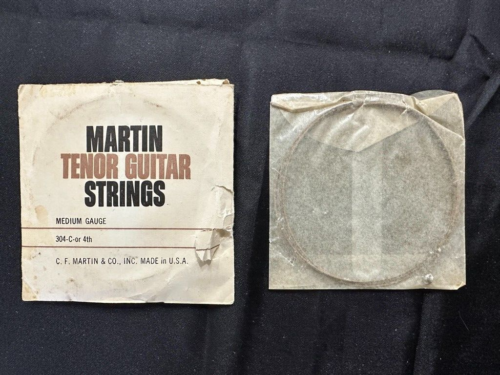 MARTIN
TENOR GUITAR
STRINGS
MEDIUM GAUGE
304-C-or 4th
C. F. MARTIN & CO., INC. MADE in U.S.A.